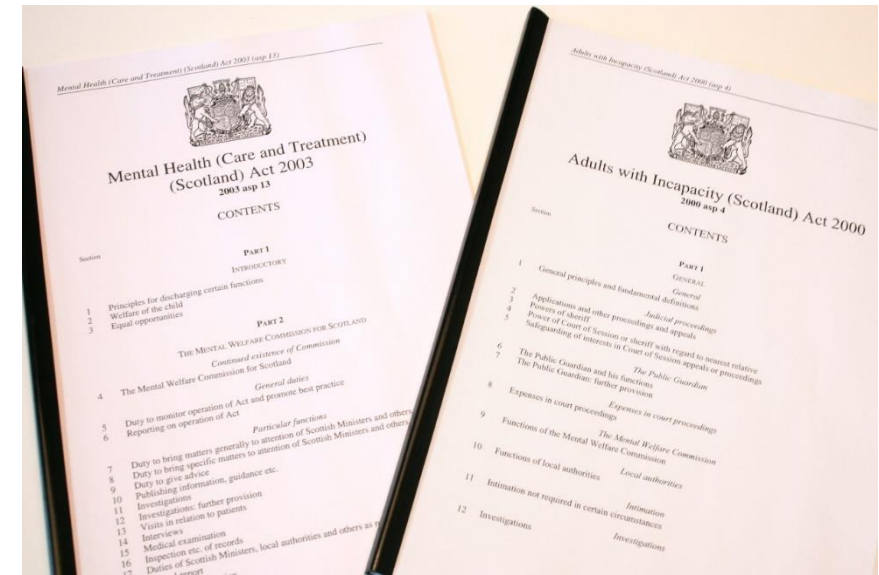 Mental Health (Care and Treatment) (Scotland) Act 2003 (asp 13)
Mental Health (Care and Treatment)
(Scotland) Act 2003
2003 asp 13
CONTENTS
Section
PART 1
INTRODUCTORY
1 Principles for discharging certain functions
2 Welfare of the child
3 Equal opportunities
PART 2
THE MENTAL WELFARE COMMISSION FOR SCOTLAND
Continued existence of Commission
4 The Mental Welfare Commission for Scotland
General duties
5 Duty to monitor operation of Act and promote best practice
6 Reporting on operation of Act
Particular functions
7 Duty to bring matters generally to attention of Scottish Ministers and others
8 Duty to bring specific matters to attention of Scottish Ministers and others
9 Duty to give advice
10 Publishing information, guidance etc.
11 Investigations
12 Investigations: further provision
13 Visits in relation to patients
14 Interviews
15 Medical examination
16 Inspection etc. of records
17 Duties of Scottish Ministers, local authorities and others as
report
Adults with Incapacity (Scotland) Act 2000 (asp 4)
Adults with Incapacity (Scotland) Act 2000
2000 asp 4
CONTENTS
Section
PART 1
GENERAL
General
1 General principles and fundamental definitions
Judicial proceedings
2 Applications and other proceedings and appeals
3 Powers of sheriff
4 Power of Court of Session or sheriff with regard to nearest relative
5 Safeguarding of interests in Court of Session appeals or proceedings
The Public Guardian
6 The Public Guardian and his functions
7 The Public Guardian: further provision
Expenses in court proceedings
8 Expenses in court proceedings
The Mental Welfare Commission
9 Functions of the Mental Welfare Commission
Local authorities
10 Functions of local authorities
Intimation
11 Intimation not required in certain circumstances
Investigations
12 Investigations